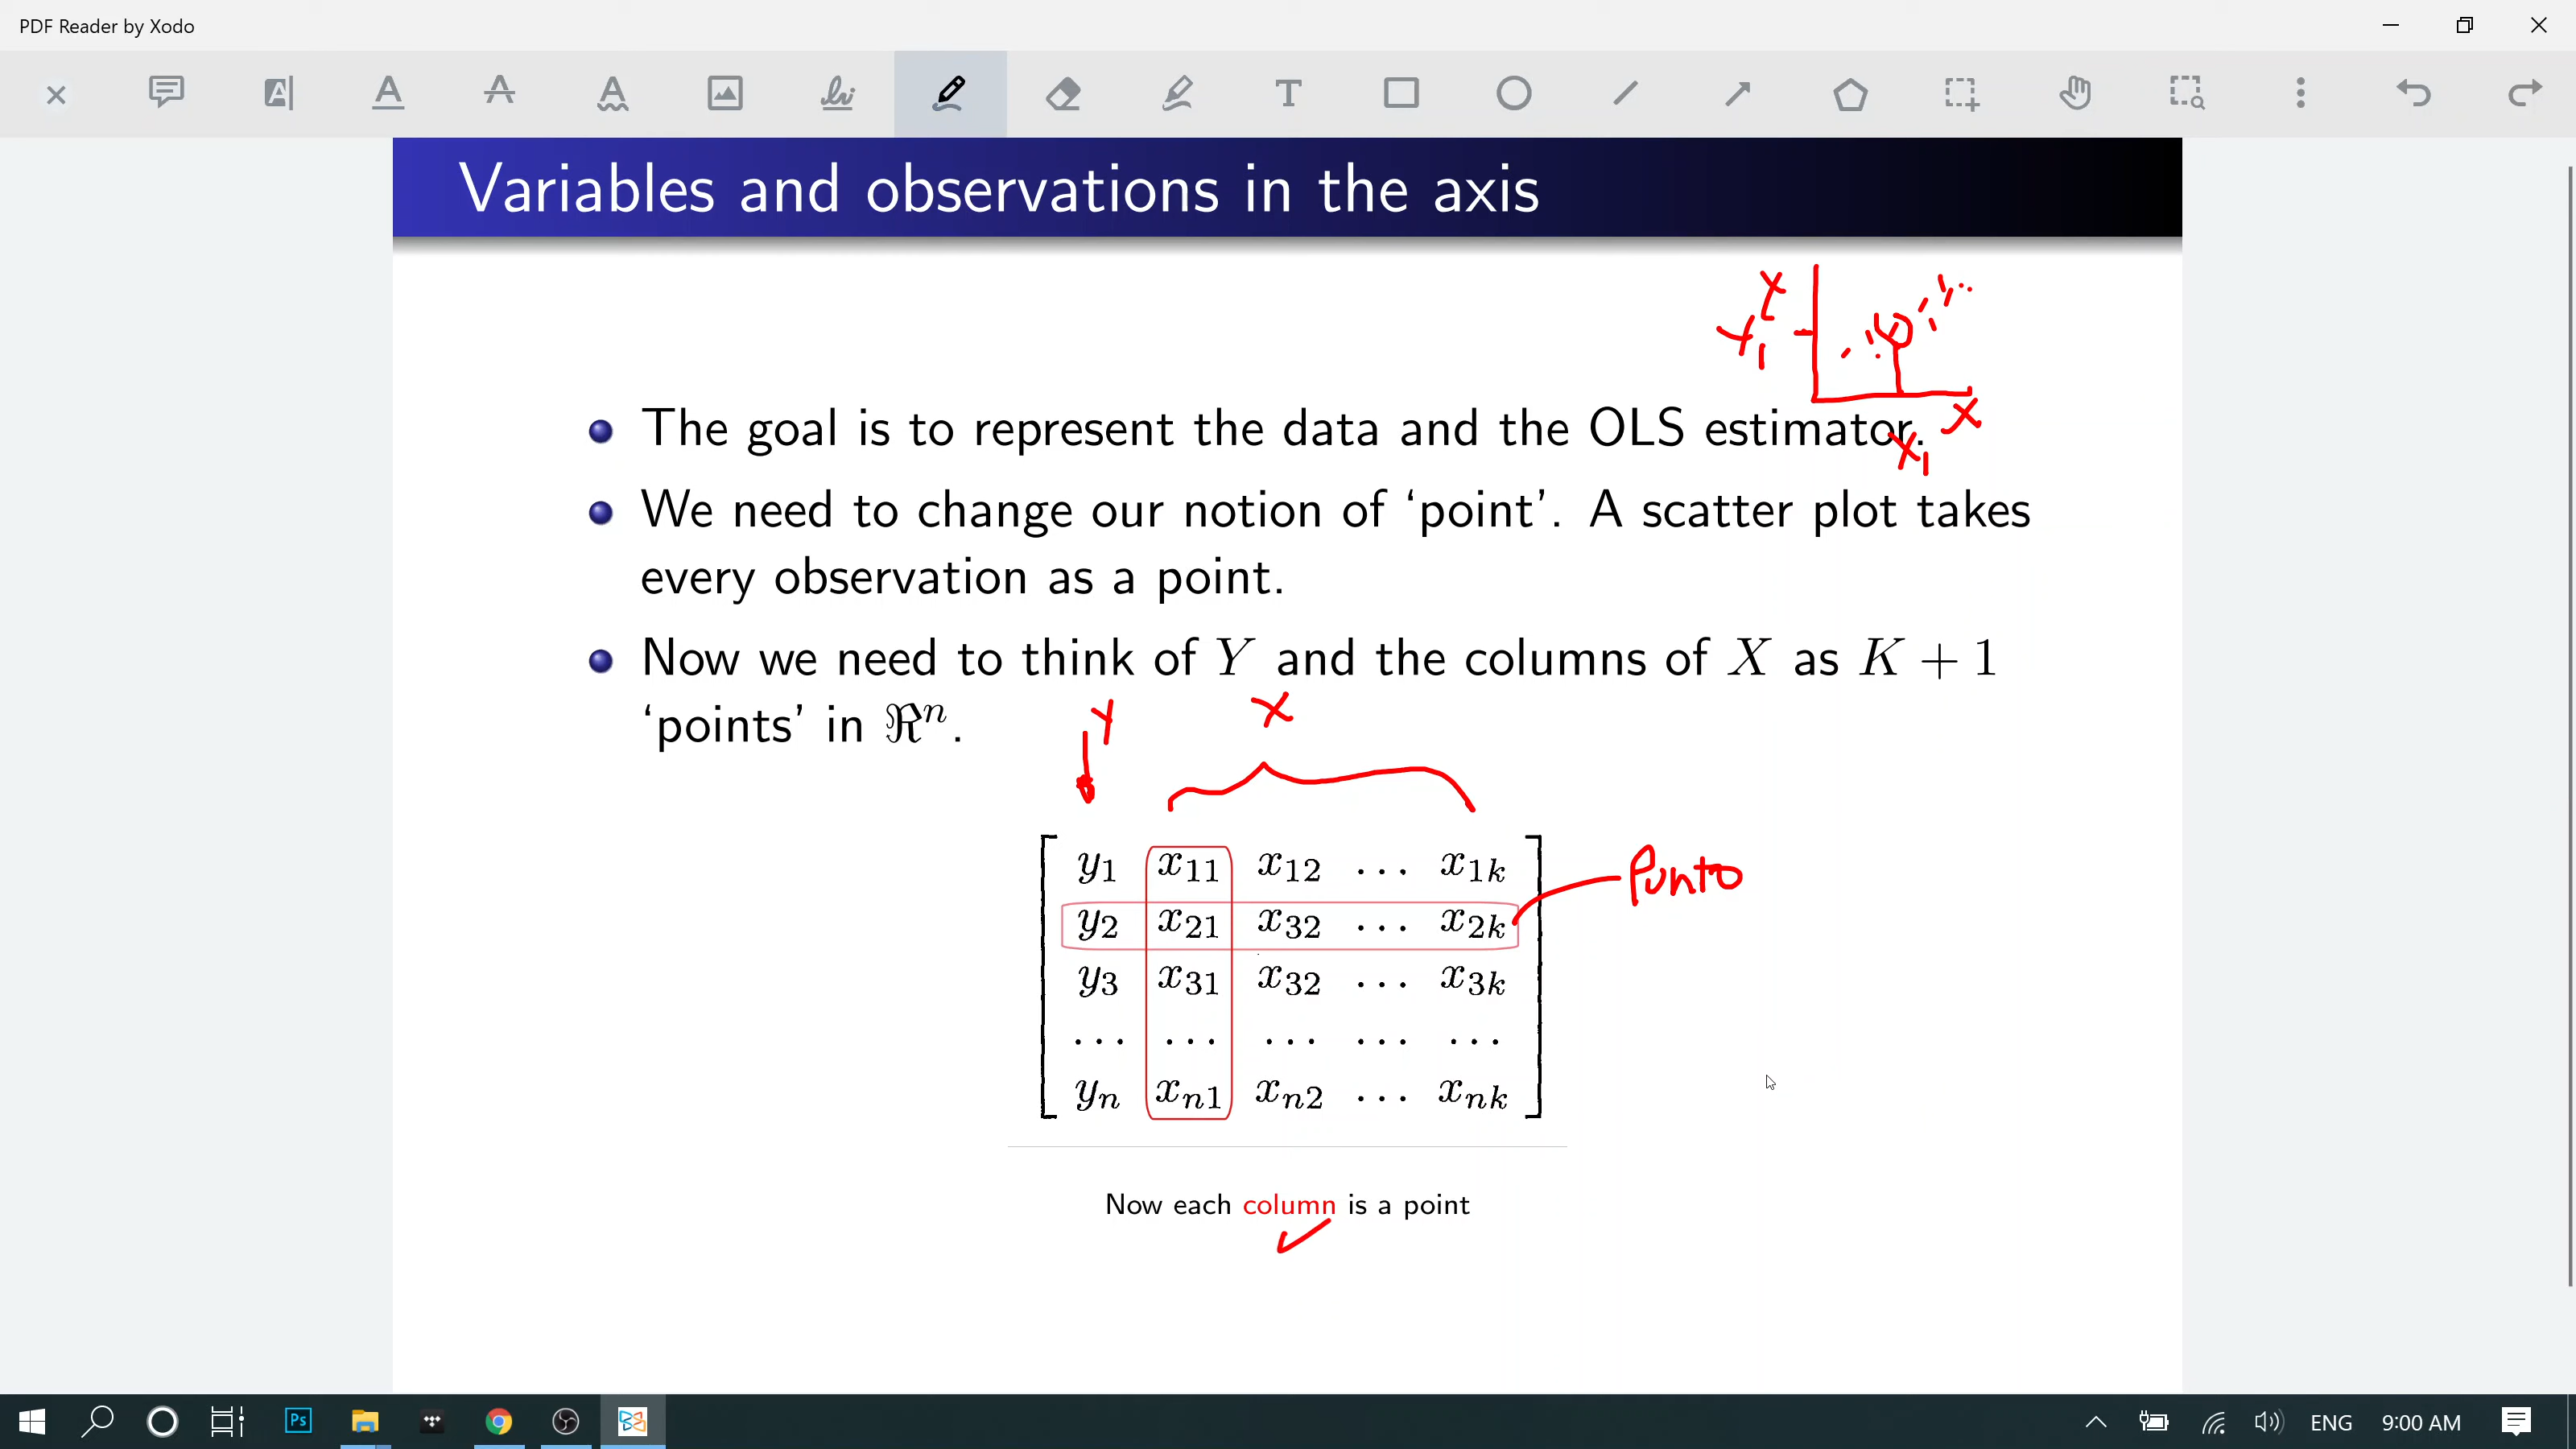 PDF Reader by Xodo
Variables and observations in the axis
Y₁
X
X₁
The goal is to represent the data and the OLS estimator.
We need to change our notion of ‘point’. A scatter plot takes
every observation as a point.
Now we need to think of Y and the columns of X as K + 1
‘points’ in ℜⁿ.
Y X
y₁ x₁₁ x₁₂ … x₁ₖ
Punto
y₂ x₂₁ x₃₂ … x₂ₖ
y₃ x₃₁ x₃₂ … x₃ₖ
… … … … …
yₙ xₙ₁ xₙ₂ … xₙₖ
Now each column is a point
Ps
ENG 9:00 AM